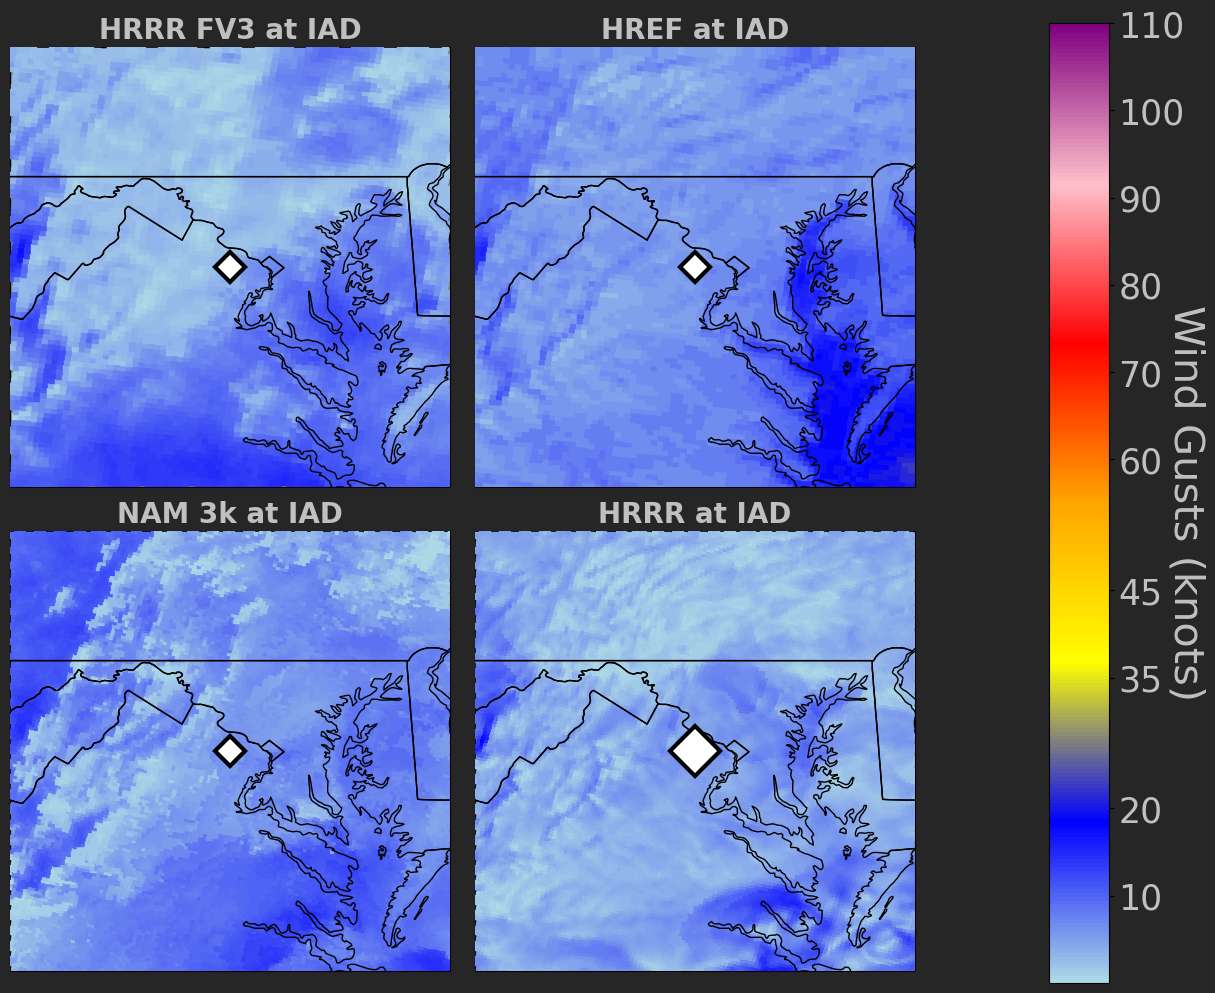 HRRR FV3 at IAD
HREF at IAD
NAM 3k at IAD
HRRR at IAD
110
100
90
80
70
60
45
35
20
10
Wind Gusts (knots)